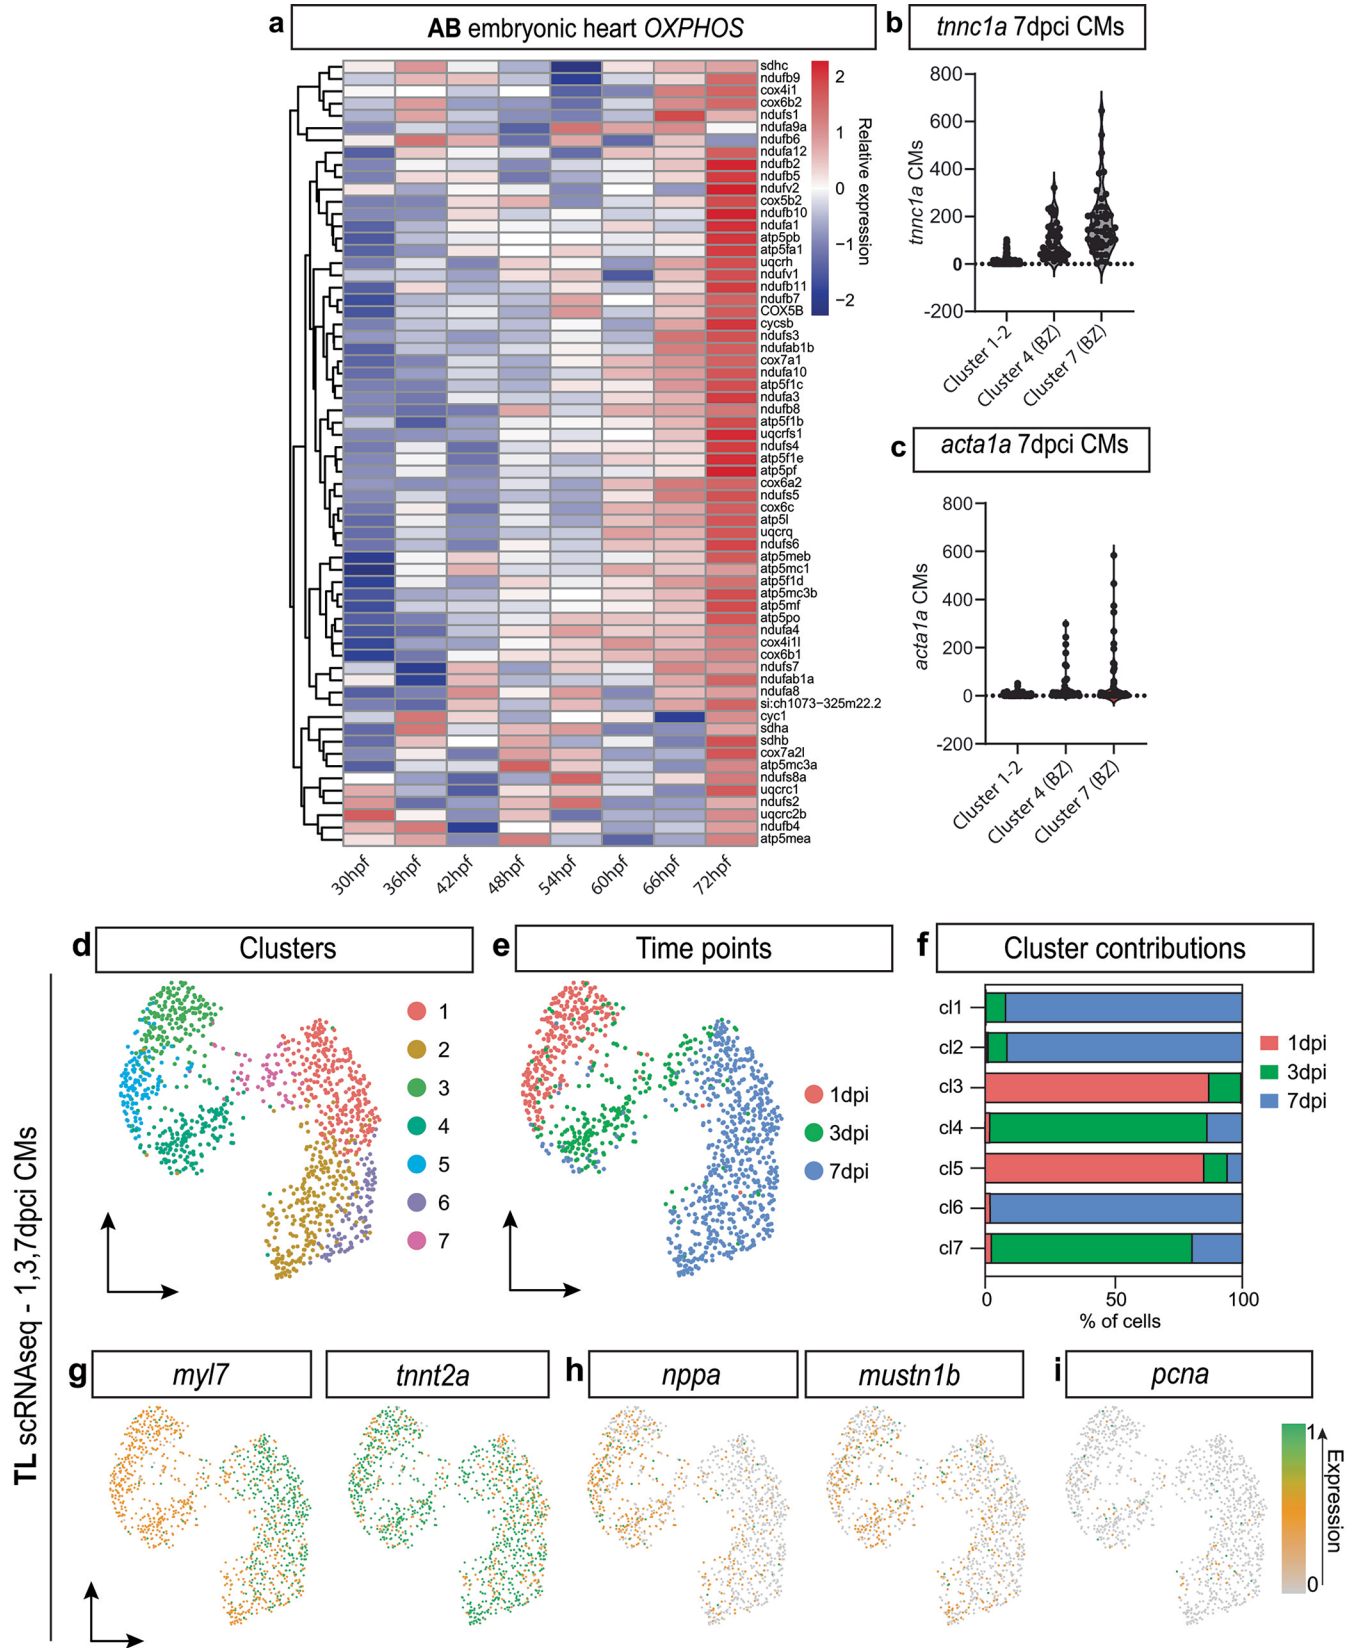 a
AB embryonic heart OXPHOS
sdhc
ndufb9
cox4i1
cox6b2
ndufs1
ndufa9a
ndufb6
ndufa12
ndufb2
ndufb5
ndufv2
cox5b2
ndufb10
ndufa1
atp5pb
atp5fa1
uqcrh
ndufv1
ndufb11
ndufb7
COX5B
cycsb
ndufs3
ndufab1b
cox7a1
ndufa10
atp5f1c
ndufa3
ndufb8
atp5f1b
uqcrfs1
ndufs4
atp5f1e
atp5pf
cox6a2
ndufs5
cox6c
atp5l
uqcrq
ndufs6
atp5meb
atp5mc1
atp5f1d
atp5mc3b
atp5mf
atp5po
ndufa4
cox4i1l
cox6b1
ndufs7
ndufab1a
ndufa8
si:ch1073−325m22.2
cyc1
sdha
sdhb
cox7a2l
atp5mc3a
ndufs8a
uqcrc1
ndufs2
uqcrc2b
ndufb4
atp5mea
30hpf
36hpf
42hpf
48hpf
54hpf
60hpf
66hpf
72hpf
2
1
0
−1
−2
Relative expression
b
tnnc1a 7dpci CMs
800
600
400
200
0
-200
tnnc1a CMs
Cluster 1-2
Cluster 4 (BZ)
Cluster 7 (BZ)
c
acta1a 7dpci CMs
800
600
400
200
0
-200
acta1a CMs
Cluster 1-2
Cluster 4 (BZ)
Cluster 7 (BZ)
TL scRNAseq - 1,3,7dpci CMs
d
Clusters
1
2
3
4
5
6
7
e
Time points
1dpi
3dpi
7dpi
f
Cluster contributions
cl1
cl2
cl3
cl4
cl5
cl6
cl7
0
50
100
% of cells
1dpi
3dpi
7dpi
g
myl7
tnnt2a
h
nppa
mustn1b
i
pcna
1
0
Expression